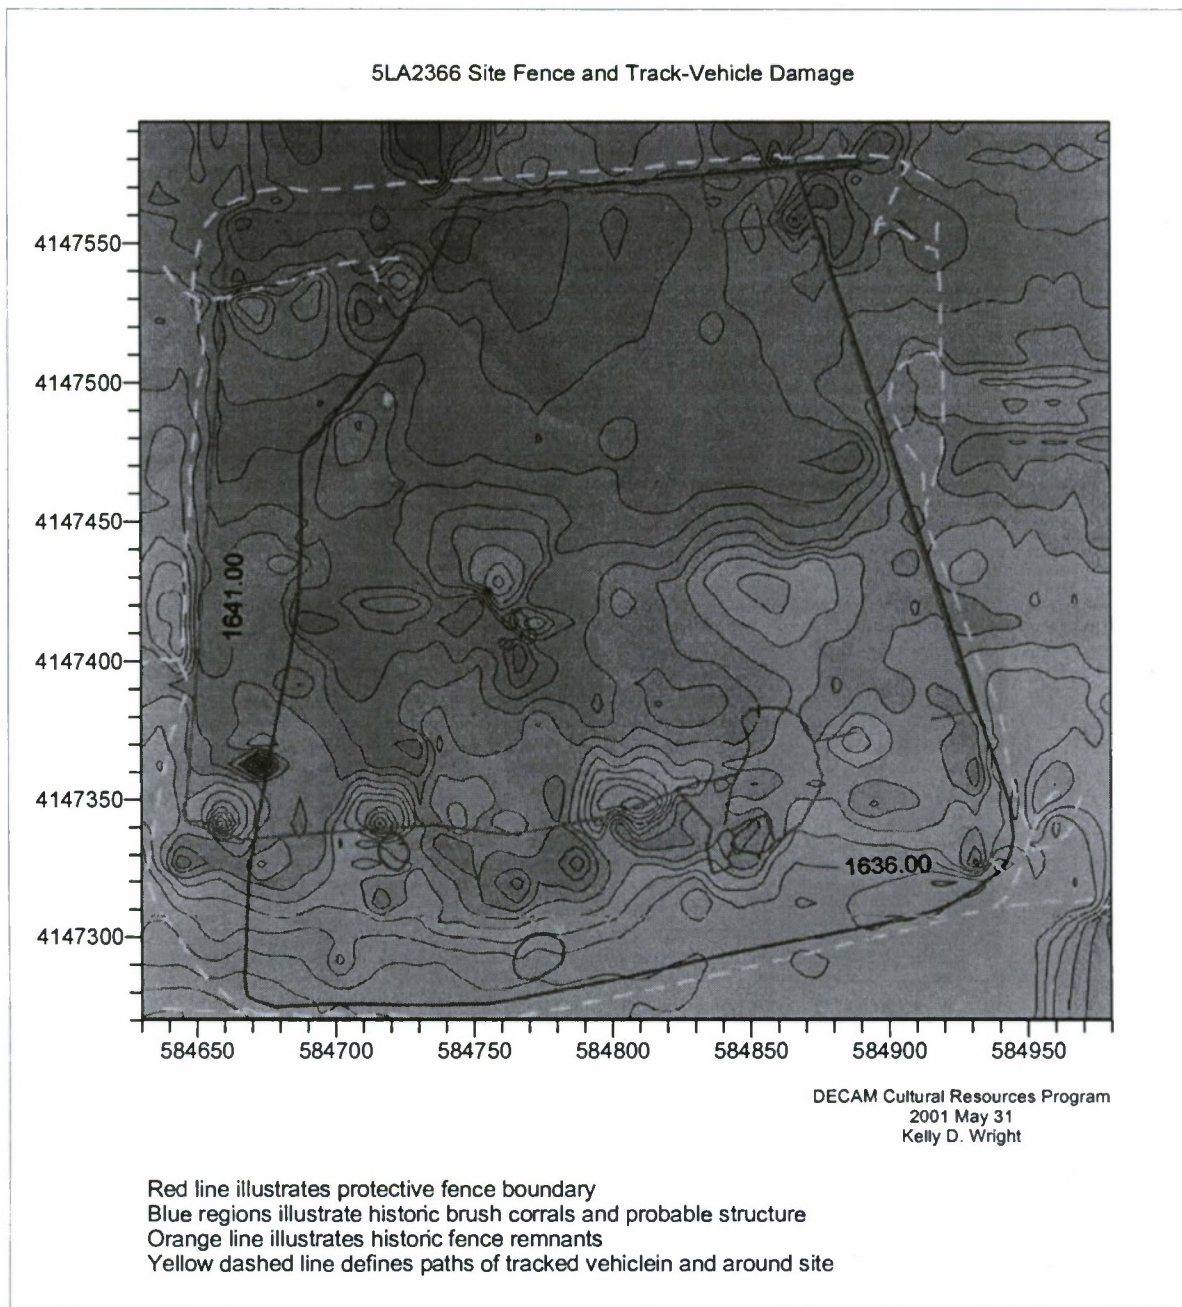 5LA2366 Site Fence and Track-Vehicle Damage
4147550
4147500
4147450
1641.00
4147400
4147350
1636.00
4147300
584650 584700 584750 584800 584850 584900 584950
DECAM Cultural Resources Program
2001 May 31
Kelly D. Wright
Red line illustrates protective fence boundary
Blue regions illustrate historic brush corrals and probable structure
Orange line illustrates historic fence remnants
Yellow dashed line defines paths of tracked vehiclein and around site